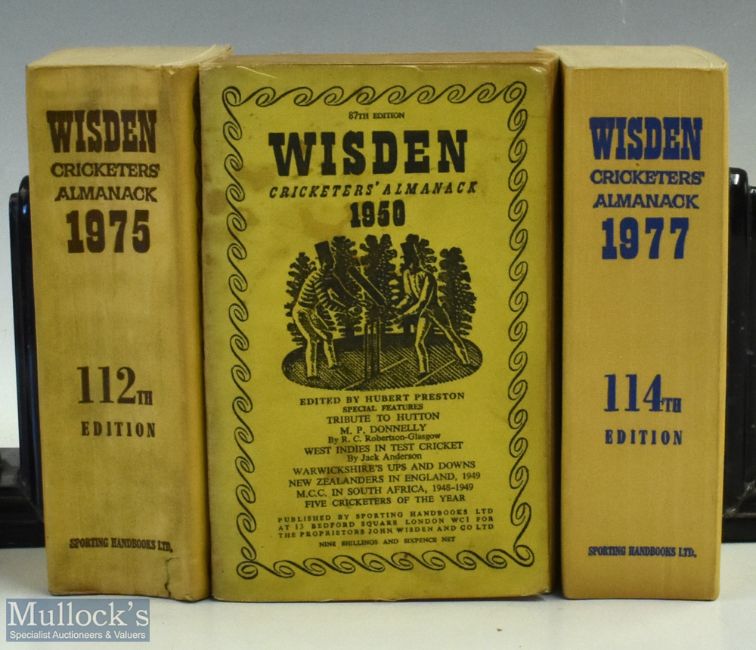 WISDEN
CRICKETERS'
ALMANACK
1975
112TH
EDITION
SPORTING HANDBOOKS LTD.
87TH EDITION
WISDEN
CRICKETERS' ALMANACK
1950
EDITED BY HUBERT PRESTON
SPECIAL FEATURES
TRIBUTE TO HUTTON
M. P. DONNELLY
By R. C. Robertson-Glasgow
WEST INDIES IN TEST CRICKET
By Jack Anderson
WARWICKSHIRE'S UPS AND DOWNS
NEW ZEALANDERS IN ENGLAND, 1949
M.C.C. IN SOUTH AFRICA, 1948-1949
FIVE CRICKETERS OF THE YEAR
PUBLISHED BY SPORTING HANDBOOKS LTD
AT 13 BEDFORD SQUARE LONDON WC1 FOR
THE PROPRIETORS JOHN WISDEN AND CO LTD
NINE SHILLINGS AND SIXPENCE NET
WISDEN
CRICKETERS'
ALMANACK
1977
114TH
EDITION
SPORTING HANDBOOKS LTD.
Mullock's
Specialist Auctioneers & Valuers